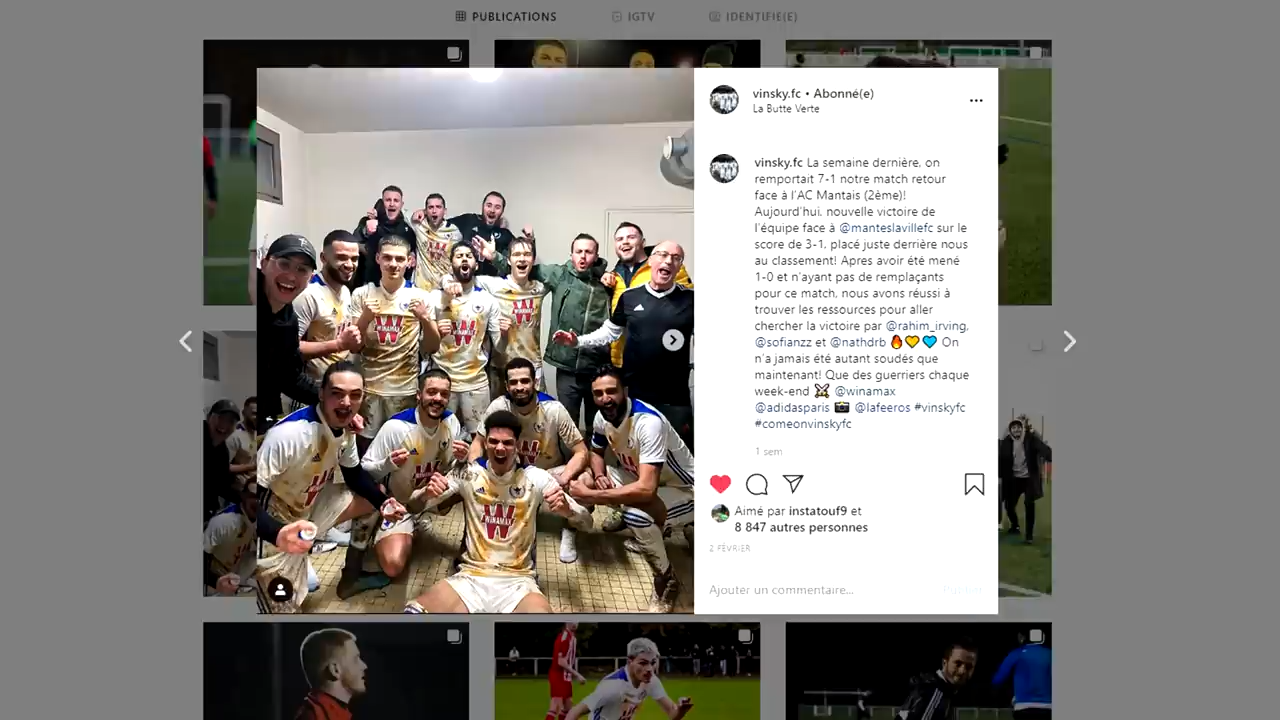 PUBLICATIONS
IGTV
IDENTIFIÉ(E)
vinsky.fc • Abonné(e)
La Butte Verte
vinsky.fc La semaine dernière, on
remportait 7-1 notre match retour
face à l'AC Mantais (2ème)!
Aujourd'hui, nouvelle victoire de
l'équipe face à @manteslavillefc sur le
score de 3-1, placé juste derrière nous
au classement! Apres avoir été mené
1-0 et n'ayant pas de remplaçants
pour ce match, nous avons réussi à
trouver les ressources pour aller
chercher la victoire par @rahim_irving,
@sofianzz et @nathdrb 🔥💛💙 On
n'a jamais été autant soudés que
maintenant! Que des guerriers chaque
week-end ⚔️ @winamax
@adidasparis 📸 @lafeeros #vinskyfc
#comeonvinskyfc
1 sem
Aimé par instatouf9 et
8 847 autres personnes
2 FÉVRIER
Ajouter un commentaire...
Publier
WINAMAX
WINAMAX
WINAMAX
WINAMAX